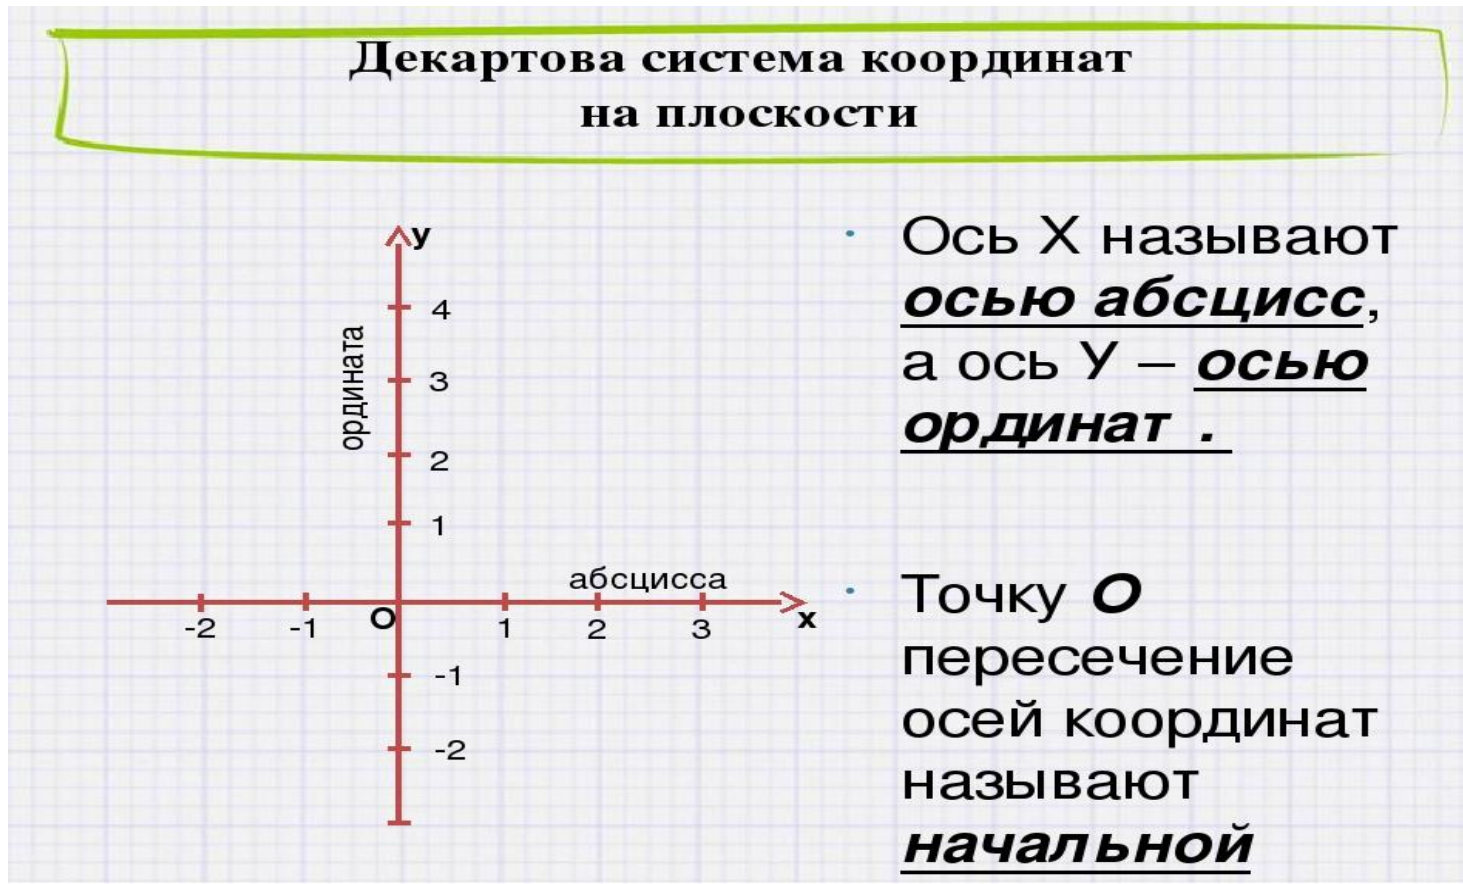 Декартова система координат
на плоскости
У
4
3
2
1
ордината
абсцисса
х
О
-2
-1
1
2
3
-1
-2
• Ось Х называют
осью абсцисс,
а ось У – осью
ординат .
• Точку О
пересечение
осей координат
называют
начальной